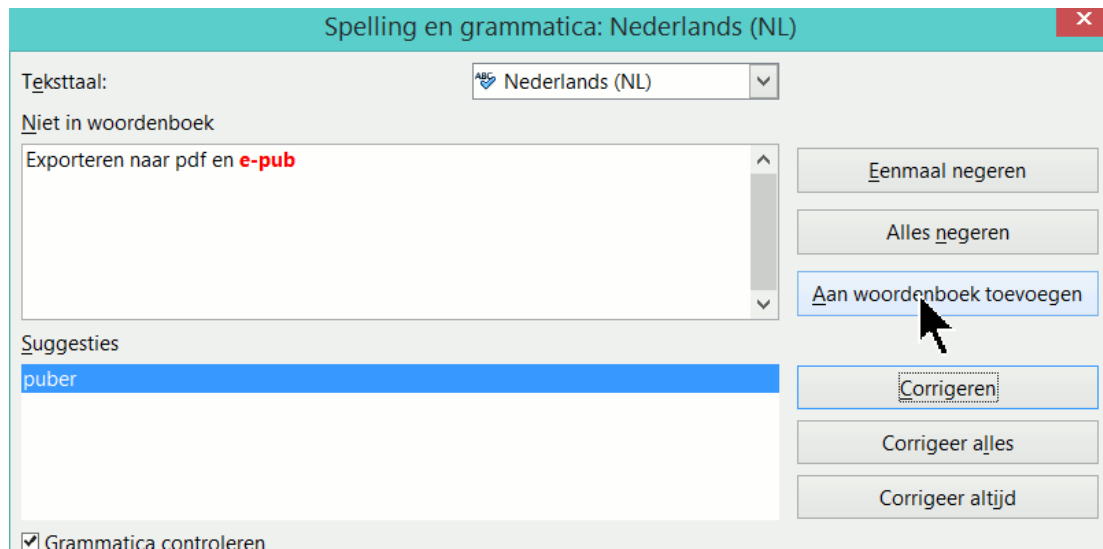 Spelling en grammatica: Nederlands (NL)
Teksttaal:
ABC Nederlands (NL)
Niet in woordenboek
Exporteren naar pdf en e-pub
Eenmaal negeren
Alles negeren
Aan woordenboek toevoegen
Suggesties
puber
Corrigeren
Corrigeer alles
Corrigeer altijd
Grammatica controleren